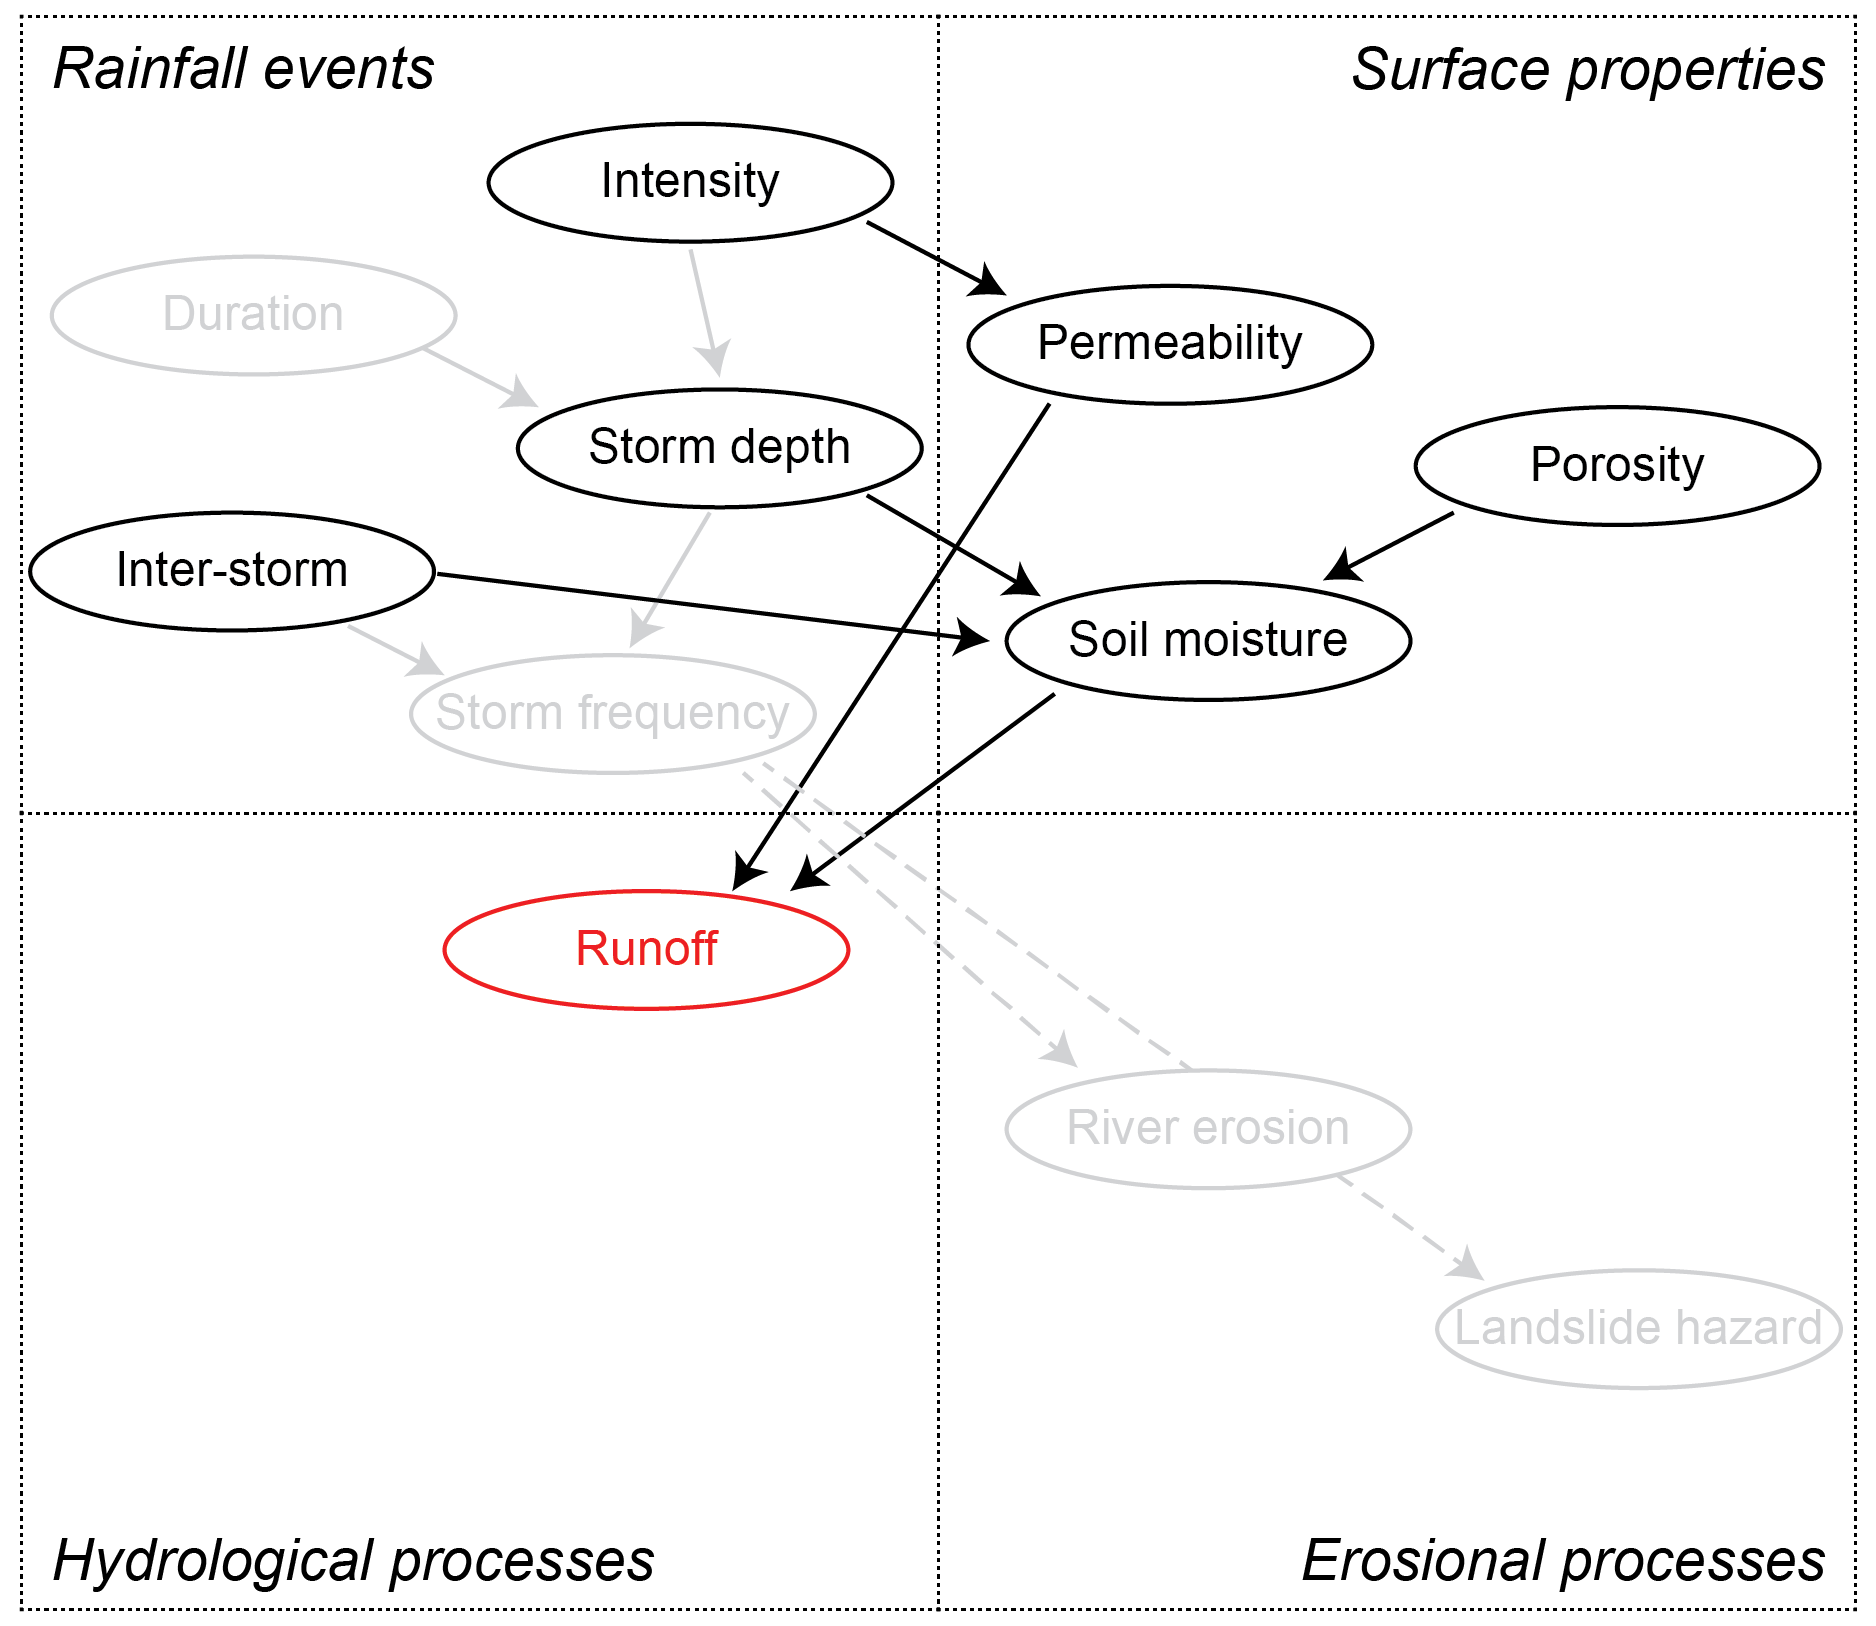 Rainfall events
Surface properties
Intensity
Duration
Permeability
Storm depth
Porosity
Inter-storm
Soil moisture
Storm frequency
Runoff
River erosion
Landslide hazard
Hydrological processes
Erosional processes